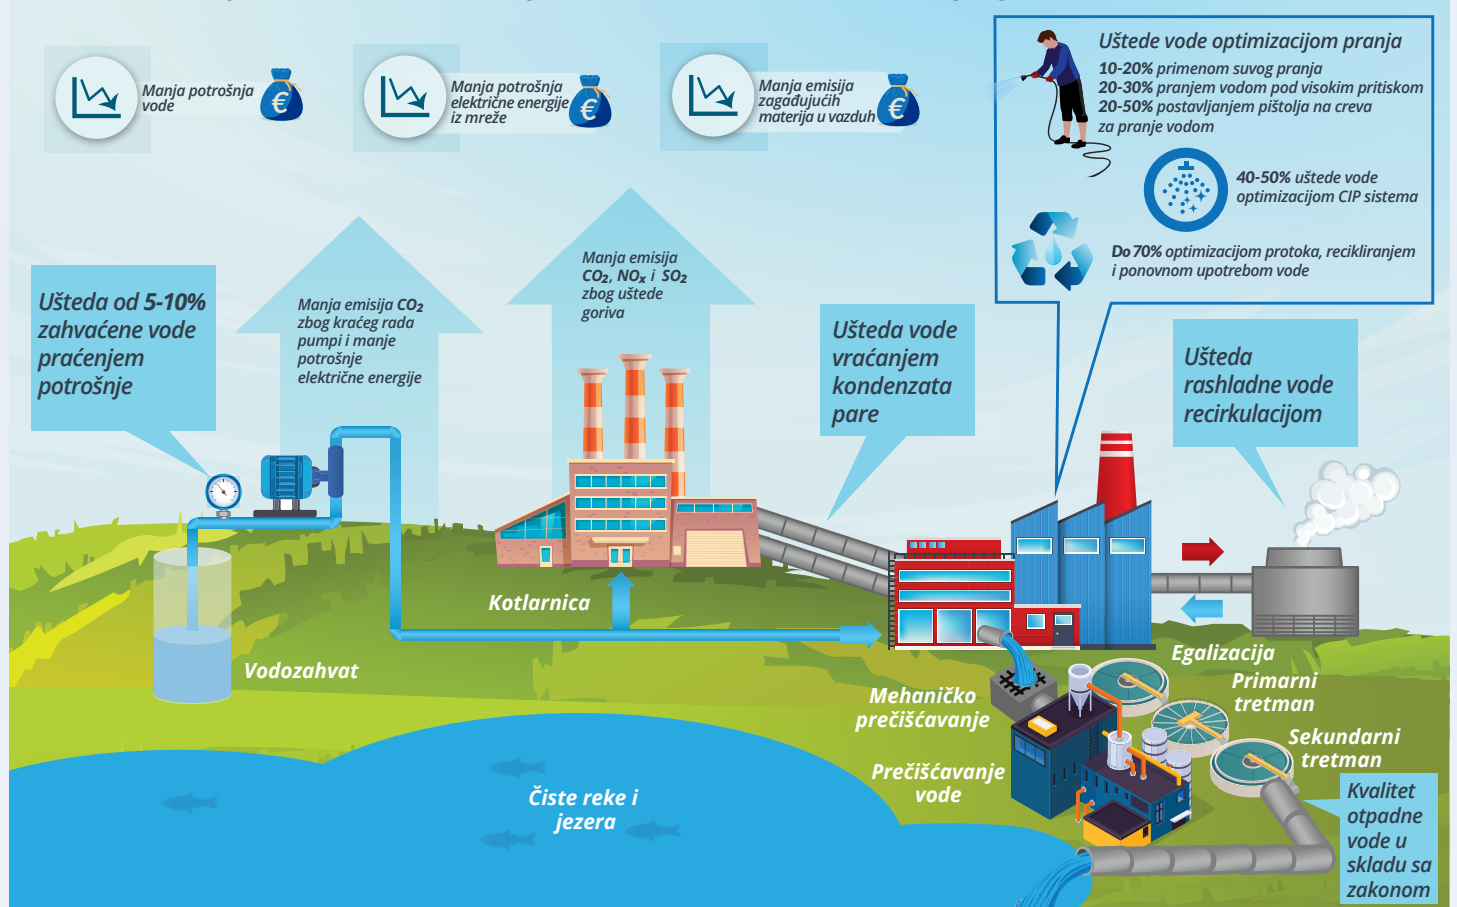 Manja potrošnja
vode
€
Manja potrošnja
električne energije
iz mreže
€
Manja emisija
zagađujućih
materija u vazduh
€
Uštede vode optimizacijom pranja
10-20% primenom suvog pranja
20-30% pranjem vodom pod visokim pritiskom
20-50% postavljanjem pištolja na creva
za pranje vodom
40-50% uštede vode
optimizacijom CIP sistema
Do 70% optimizacijom protoka, recikliranjem
i ponovnom upotrebom vode
Ušteda od 5-10%
zahvaćene vode
praćenjem
potrošnje
Manja emisija CO₂
zbog kraćeg rada
pumpi i manje
potrošnje
električne energije
Manja emisija
CO₂, NOₓ i SO₂
zbog uštede
goriva
Ušteda vode
vraćanjem
kondenzata
pare
Ušteda
rashladne vode
recirkulacijom
Kotlarnica
Vodozahvat
Egalizacija
Primarni
tretman
Mehaničko
prečišćavanje
Sekundarni
tretman
Prečišćavanje
vode
Čiste reke i
jezera
Kvalitet
otpadne
vode u
skladu sa
zakonom